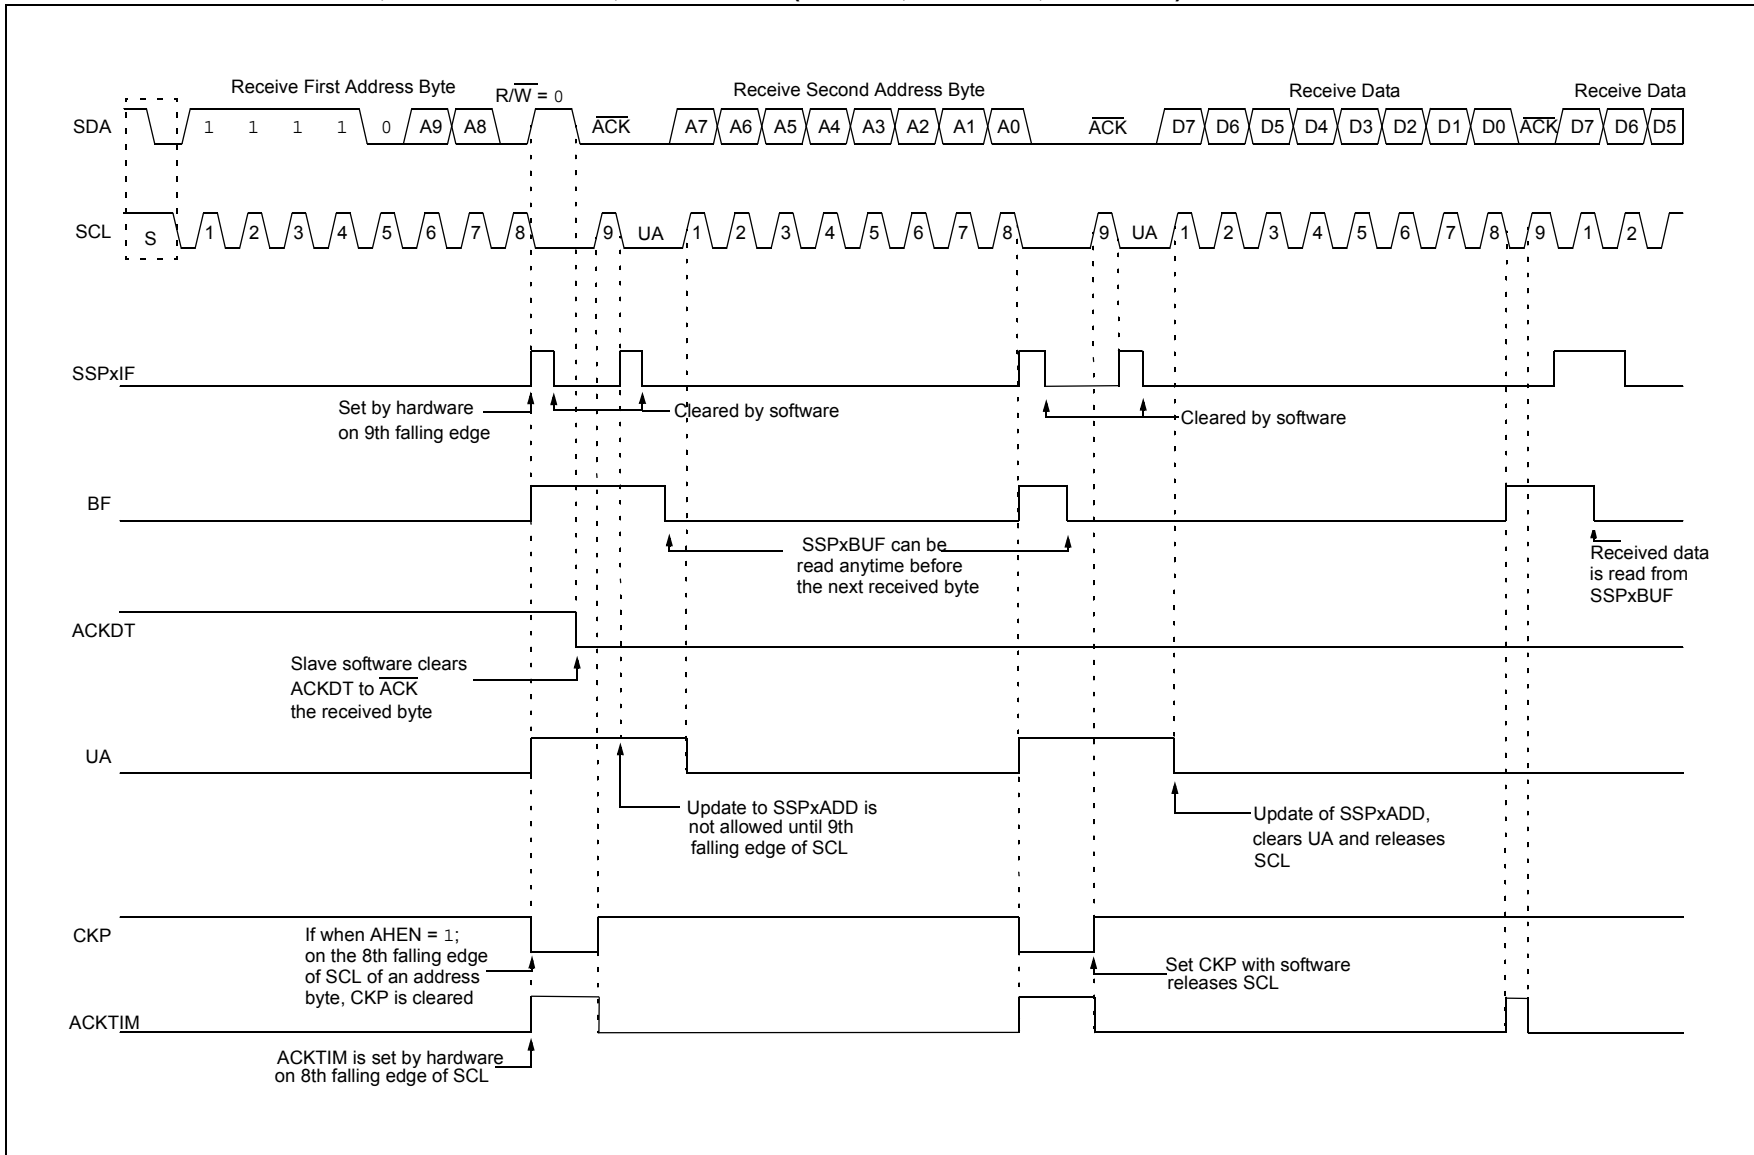 Receive First Address Byte
R/W = 0
Receive Second Address Byte
Receive Data
Receive Data
SDA
1 1 1 1 0 A9 A8 ACK A7 A6 A5 A4 A3 A2 A1 A0 ACK D7 D6 D5 D4 D3 D2 D1 D0 ACK D7 D6 D5
SCL
S 1 2 3 4 5 6 7 8 9 UA 1 2 3 4 5 6 7 8 9 UA 1 2 3 4 5 6 7 8 9 1 2
SSPxIF
Set by hardware
on 9th falling edge
Cleared by software
Cleared by software
BF
SSPxBUF can be
read anytime before
the next received byte
Received data
is read from
SSPxBUF
ACKDT
Slave software clears
ACKDT to ACK
the received byte
UA
Update to SSPxADD is
not allowed until 9th
falling edge of SCL
Update of SSPxADD,
clears UA and releases
SCL
CKP
If when AHEN = 1;
on the 8th falling edge
of SCL of an address
byte, CKP is cleared
Set CKP with software
releases SCL
ACKTIM
ACKTIM is set by hardware
on 8th falling edge of SCL